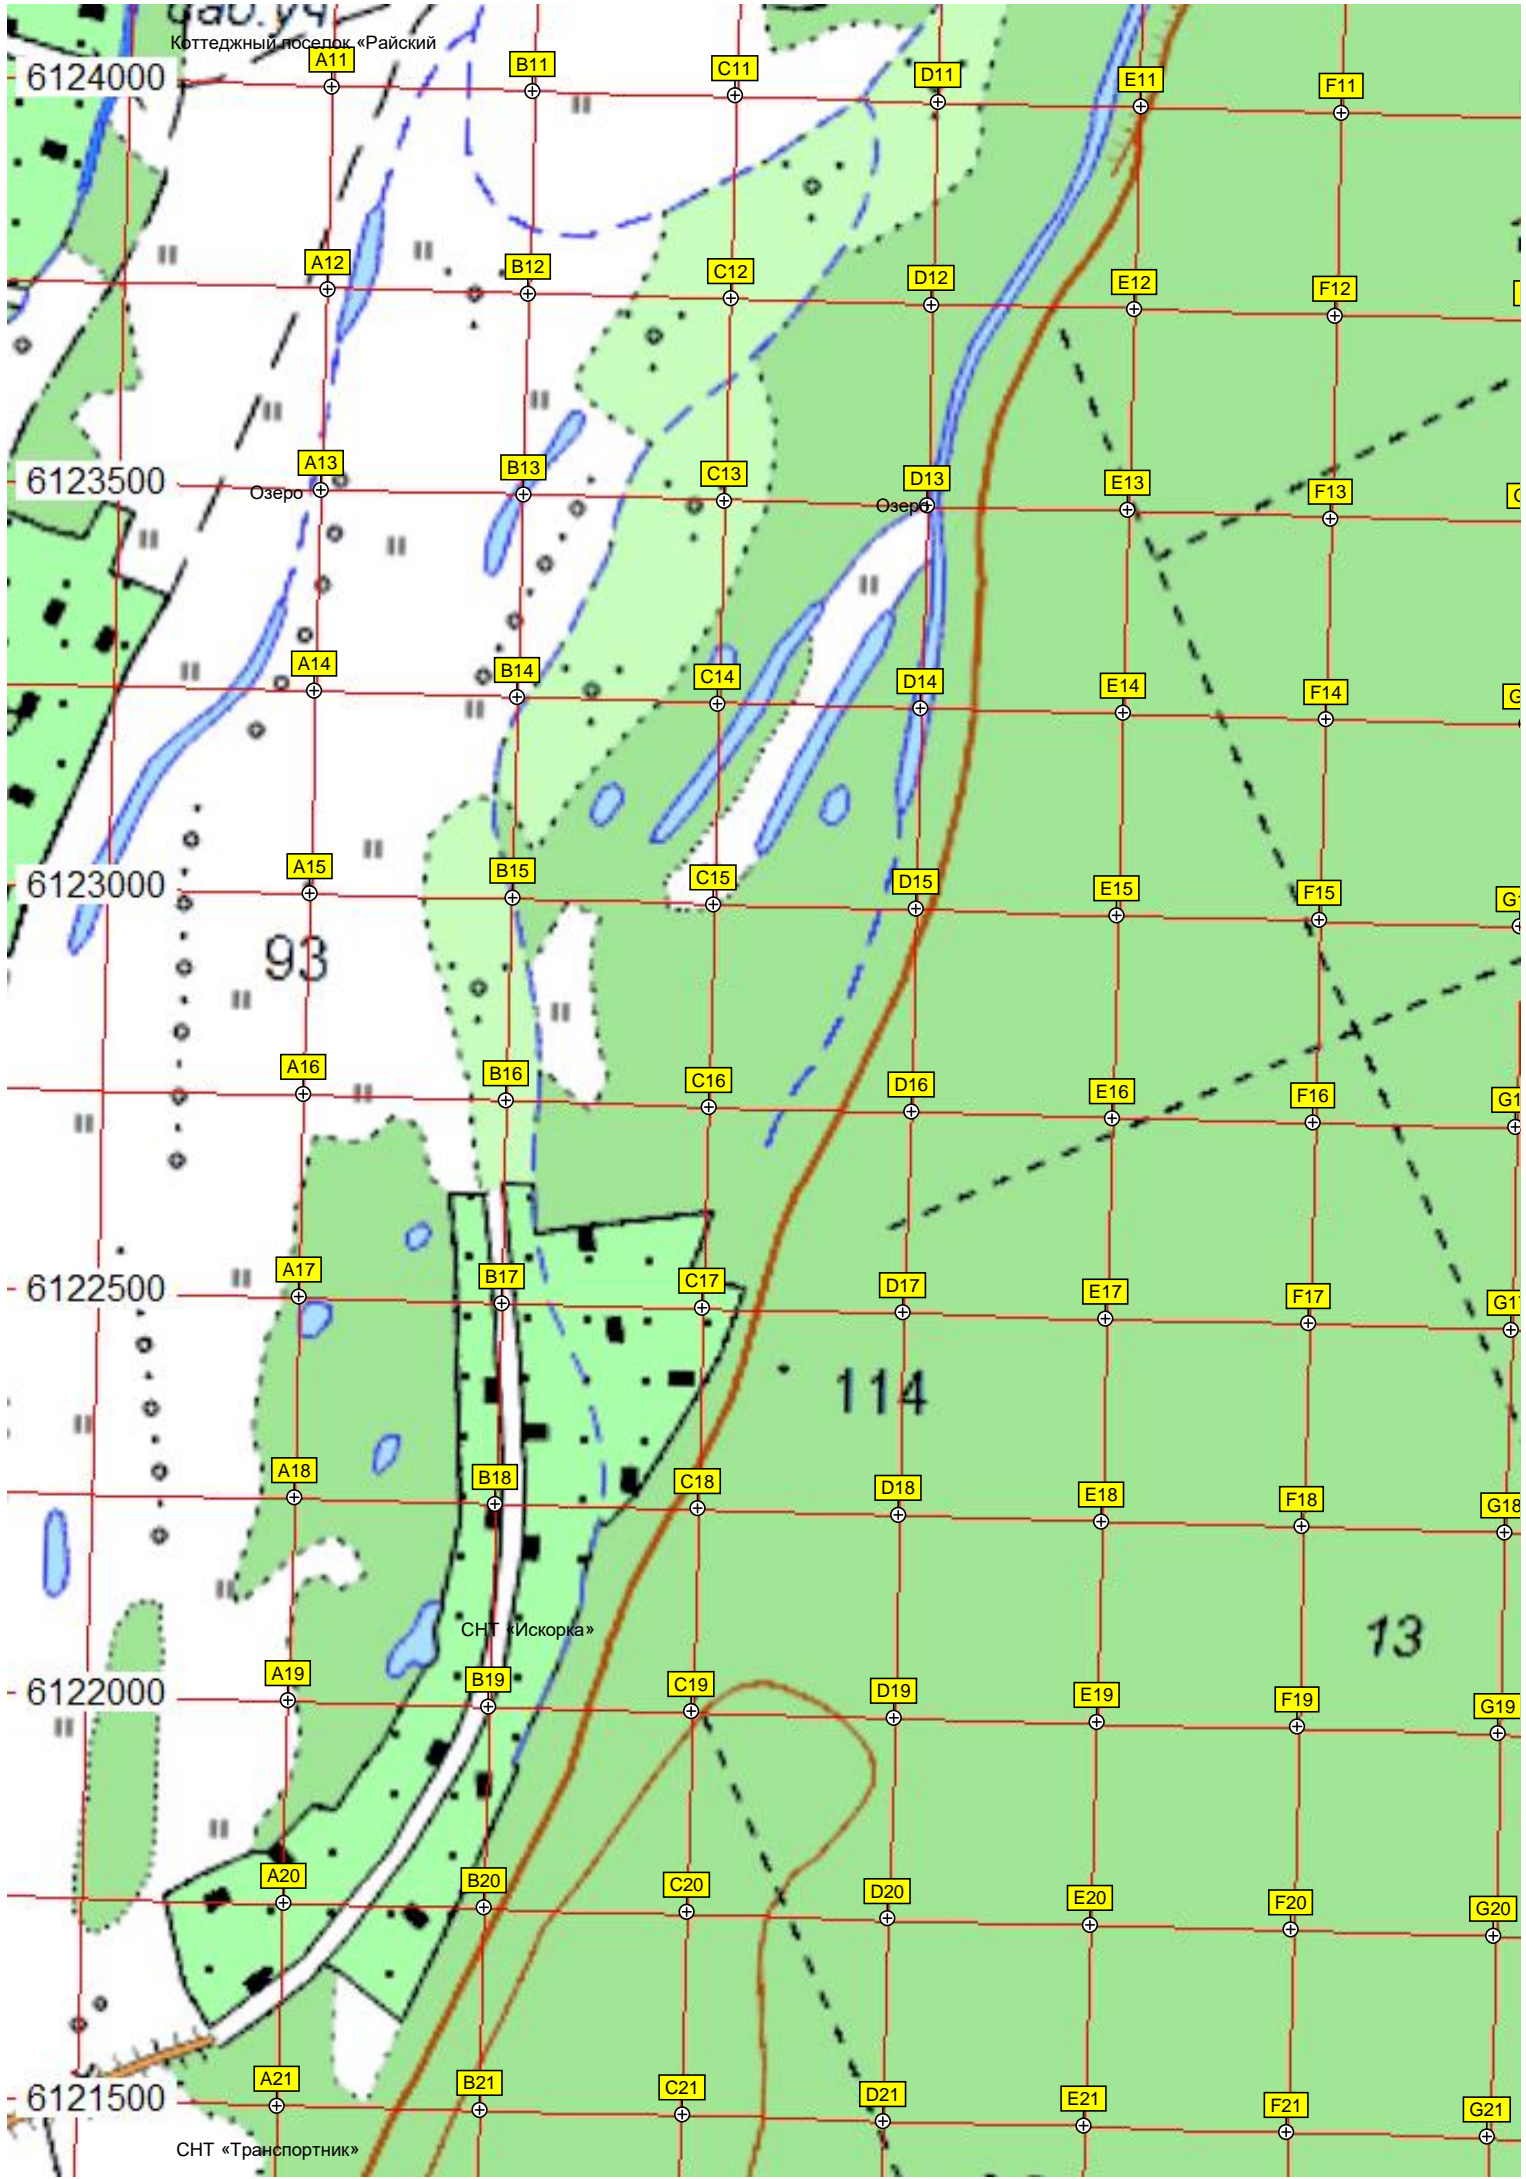 Коттеджный поселок «Райский
6124000
A11 B11 C11 D11 E11 F11
A12 B12 C12 D12 E12 F12
6123500
A13 B13 C13 D13 E13 F13
Озеро
Озеро
A14 B14 C14 D14 E14 F14
6123000
A15 B15 C15 D15 E15 F15
93
A16 B16 C16 D16 E16 F16
6122500
A17 B17 C17 D17 E17 F17
114
A18 B18 C18 D18 E18 F18 G18
СНТ «Искорка»
13
6122000
A19 B19 C19 D19 E19 F19 G19
A20 B20 C20 D20 E20 F20 G20
6121500
A21 B21 C21 D21 E21 F21 G21
СНТ «Транспортник»